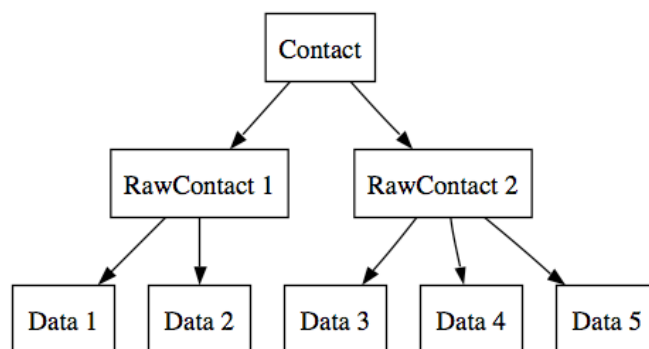 Contact
RawContact 1
RawContact 2
Data 1
Data 2
Data 3
Data 4
Data 5